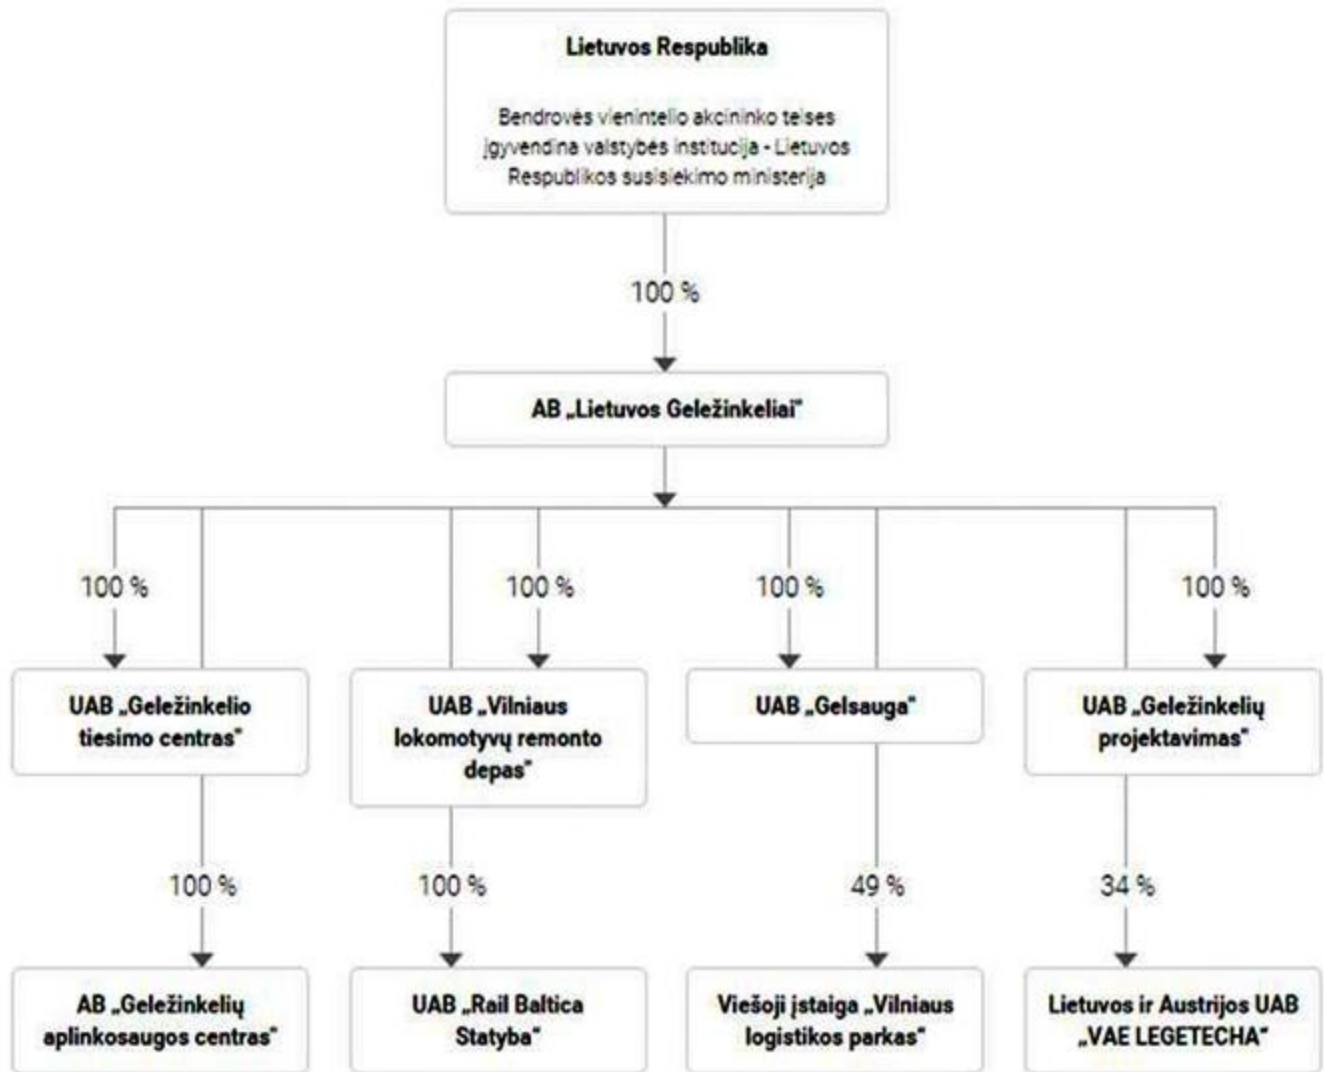 Lietuvos Respublika
Bendrovės vienintelio akcininko teises
įgyvendina valstybės institucija - Lietuvos
Respublikos susisiekimo ministerija
100 %
AB „Lietuvos Geležinkeliai"
100 %
100 %
100 %
100 %
UAB „Geležinkelio
tiesimo centras"
UAB „Vilniaus
lokomotyvų remonto
depas"
UAB „Gelsauga"
UAB „Geležinkelių
projektavimas"
100 %
100 %
49 %
34 %
AB „Geležinkelių
aplinkosaugos centras"
UAB „Rail Baltica
Statyba"
Viešoji įstaiga „Vilniaus
logistikos parkas"
Lietuvos ir Austrijos UAB
„VAE LEGETECHA"